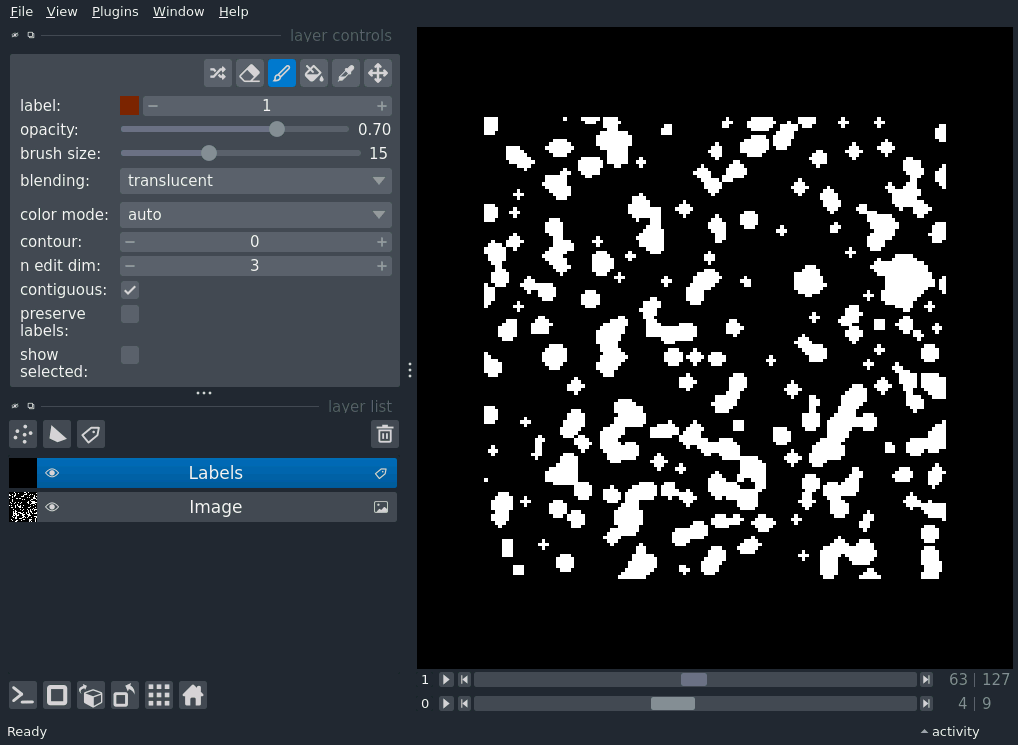 File View Plugins Window Help
layer controls
label: 1
opacity: 0.70
brush size: 15
blending: translucent
color mode: auto
contour: 0
n edit dim: 3
contiguous:
preserve
labels:
show
selected:
layer list
Labels
Image
1 63 | 127
0 4 | 9
Ready activity